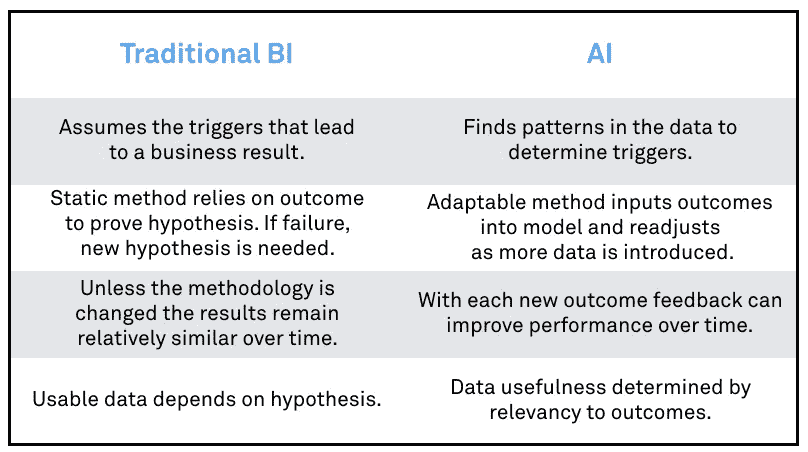 Traditional BI
AI
Assumes the triggers that lead
to a business result.
Finds patterns in the data to
determine triggers.
Static method relies on outcome
to prove hypothesis. If failure,
new hypothesis is needed.
Adaptable method inputs outcomes
into model and readjusts
as more data is introduced.
Unless the methodology is
changed the results remain
relatively similar over time.
With each new outcome feedback can
improve performance over time.
Usable data depends on hypothesis.
Data usefulness determined by
relevancy to outcomes.